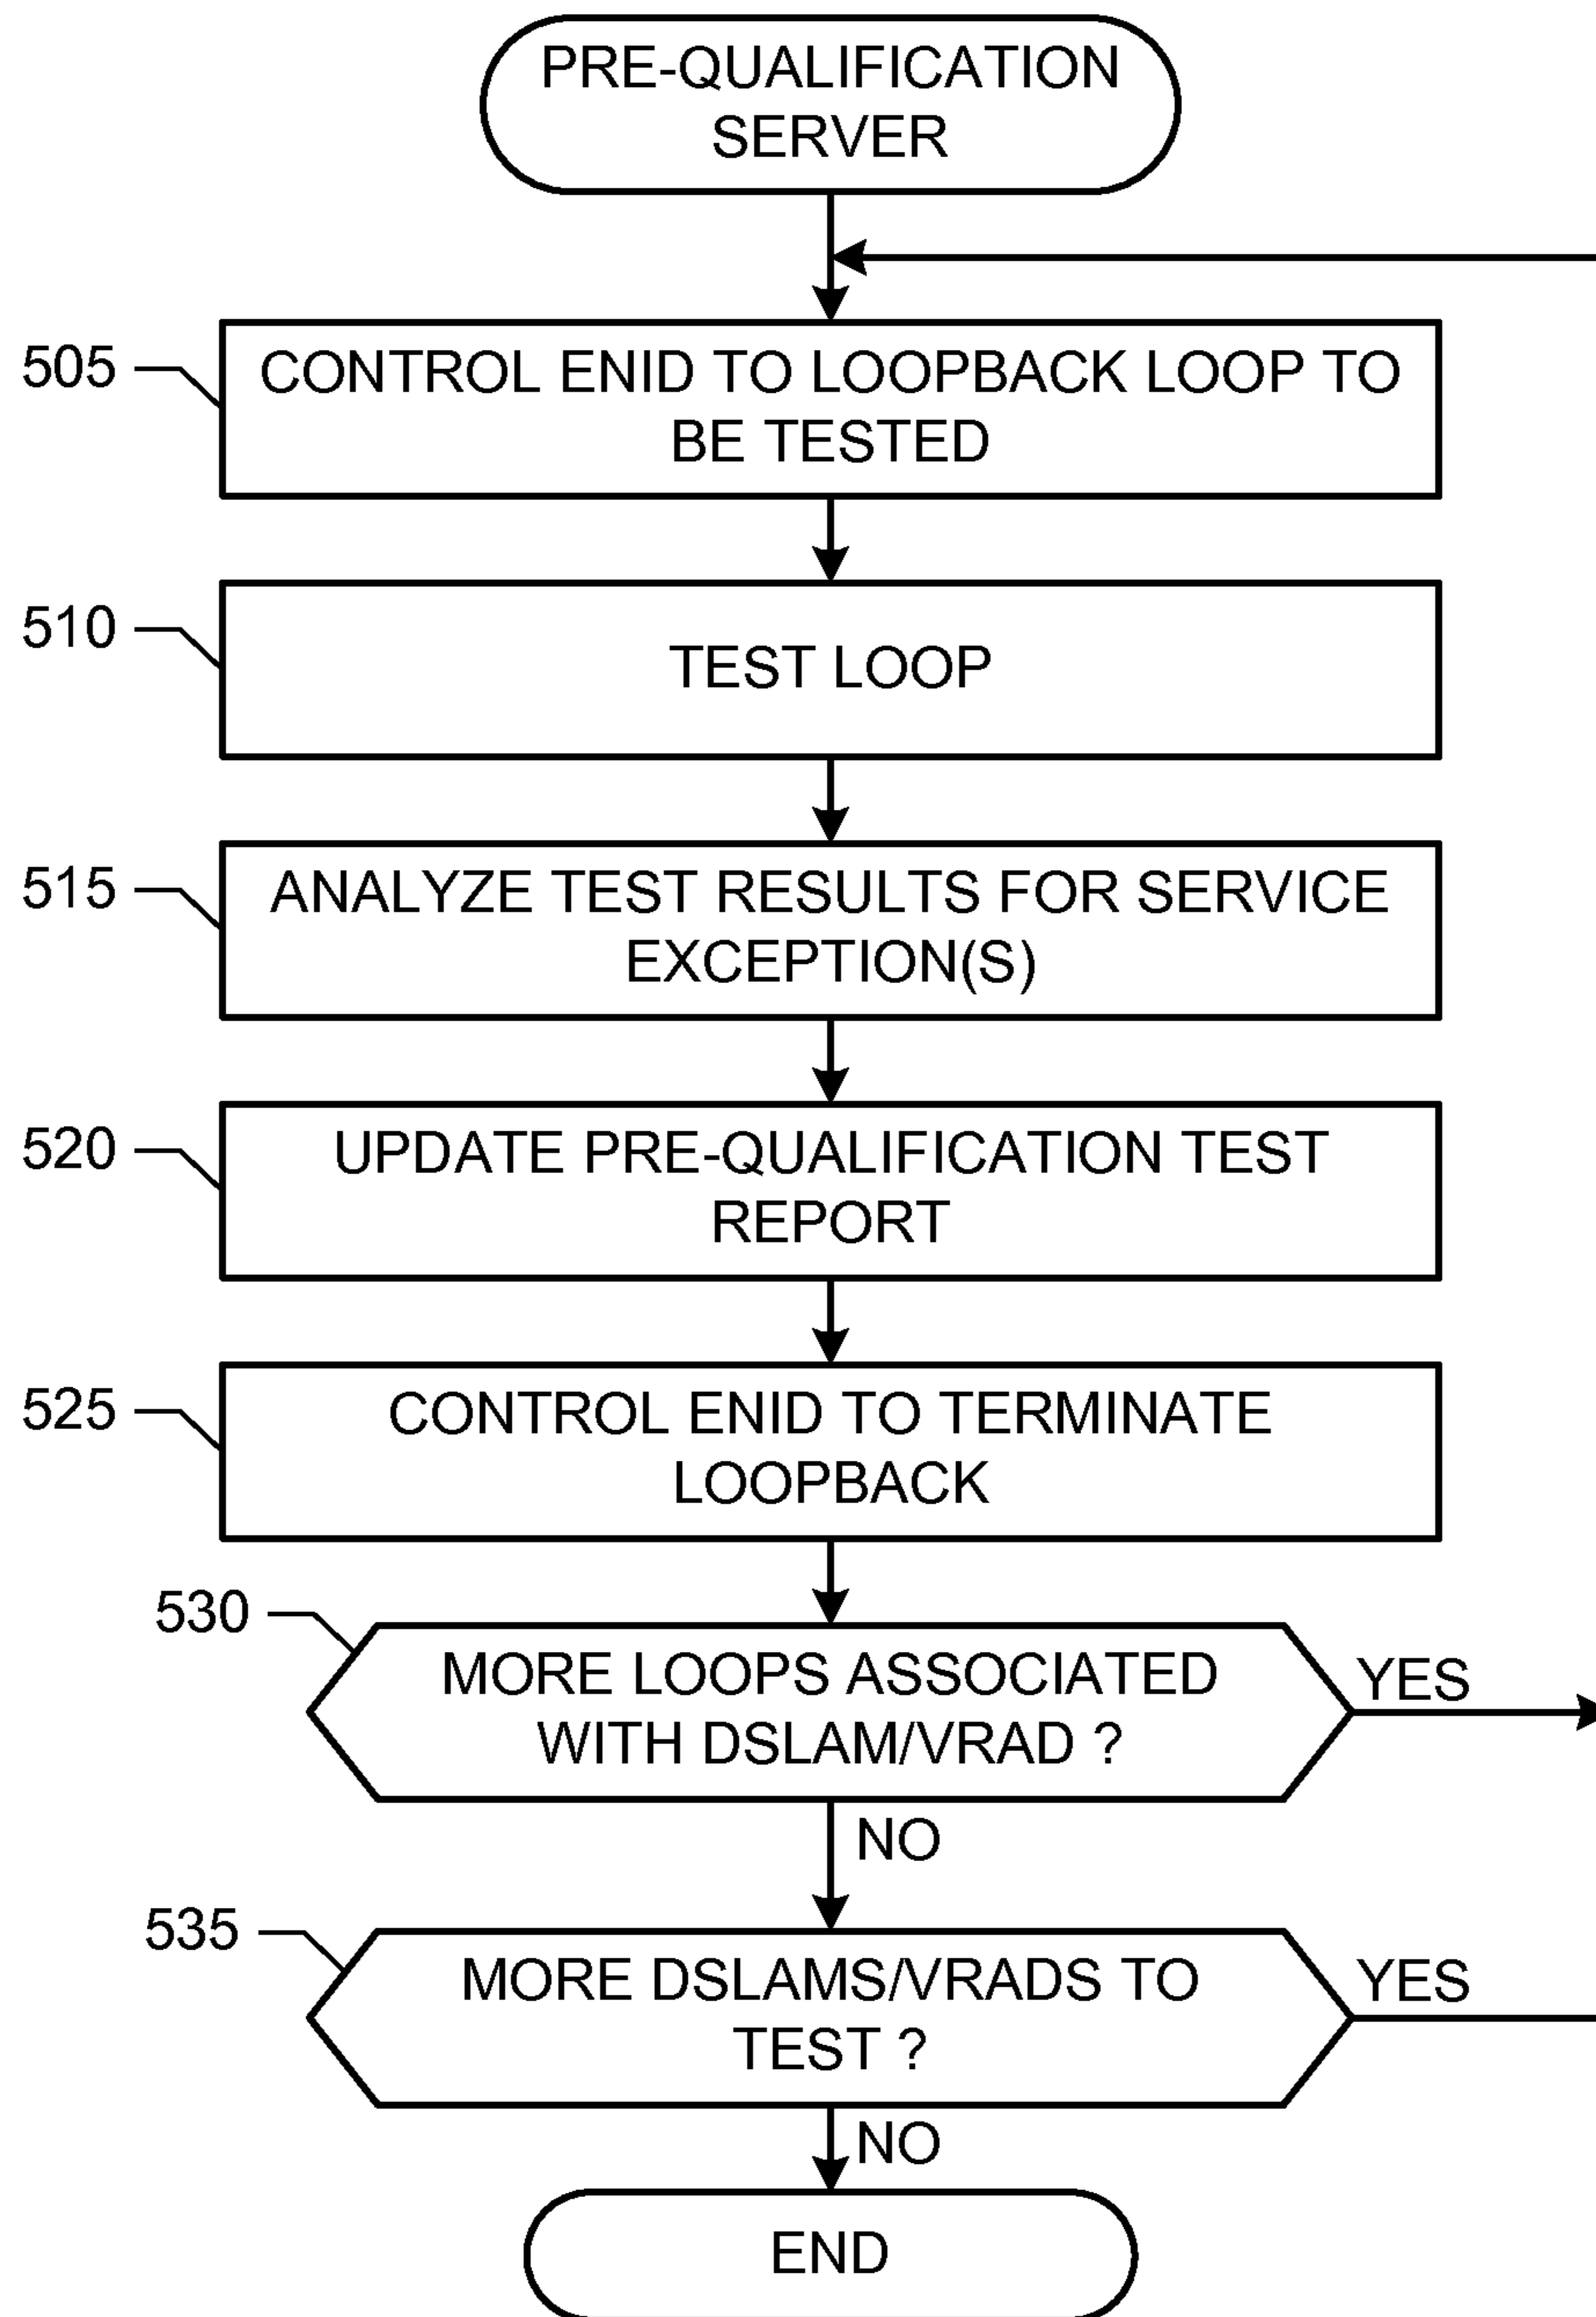 PRE-QUALIFICATION
SERVER
505
CONTROL ENID TO LOOPBACK LOOP TO
BE TESTED
510
TEST LOOP
515
ANALYZE TEST RESULTS FOR SERVICE
EXCEPTION(S)
520
UPDATE PRE-QUALIFICATION TEST
REPORT
525
CONTROL ENID TO TERMINATE
LOOPBACK
530
MORE LOOPS ASSOCIATED
WITH DSLAM/VRAD ?
YES
NO
535
MORE DSLAMS/VRADS TO
TEST ?
YES
NO
END